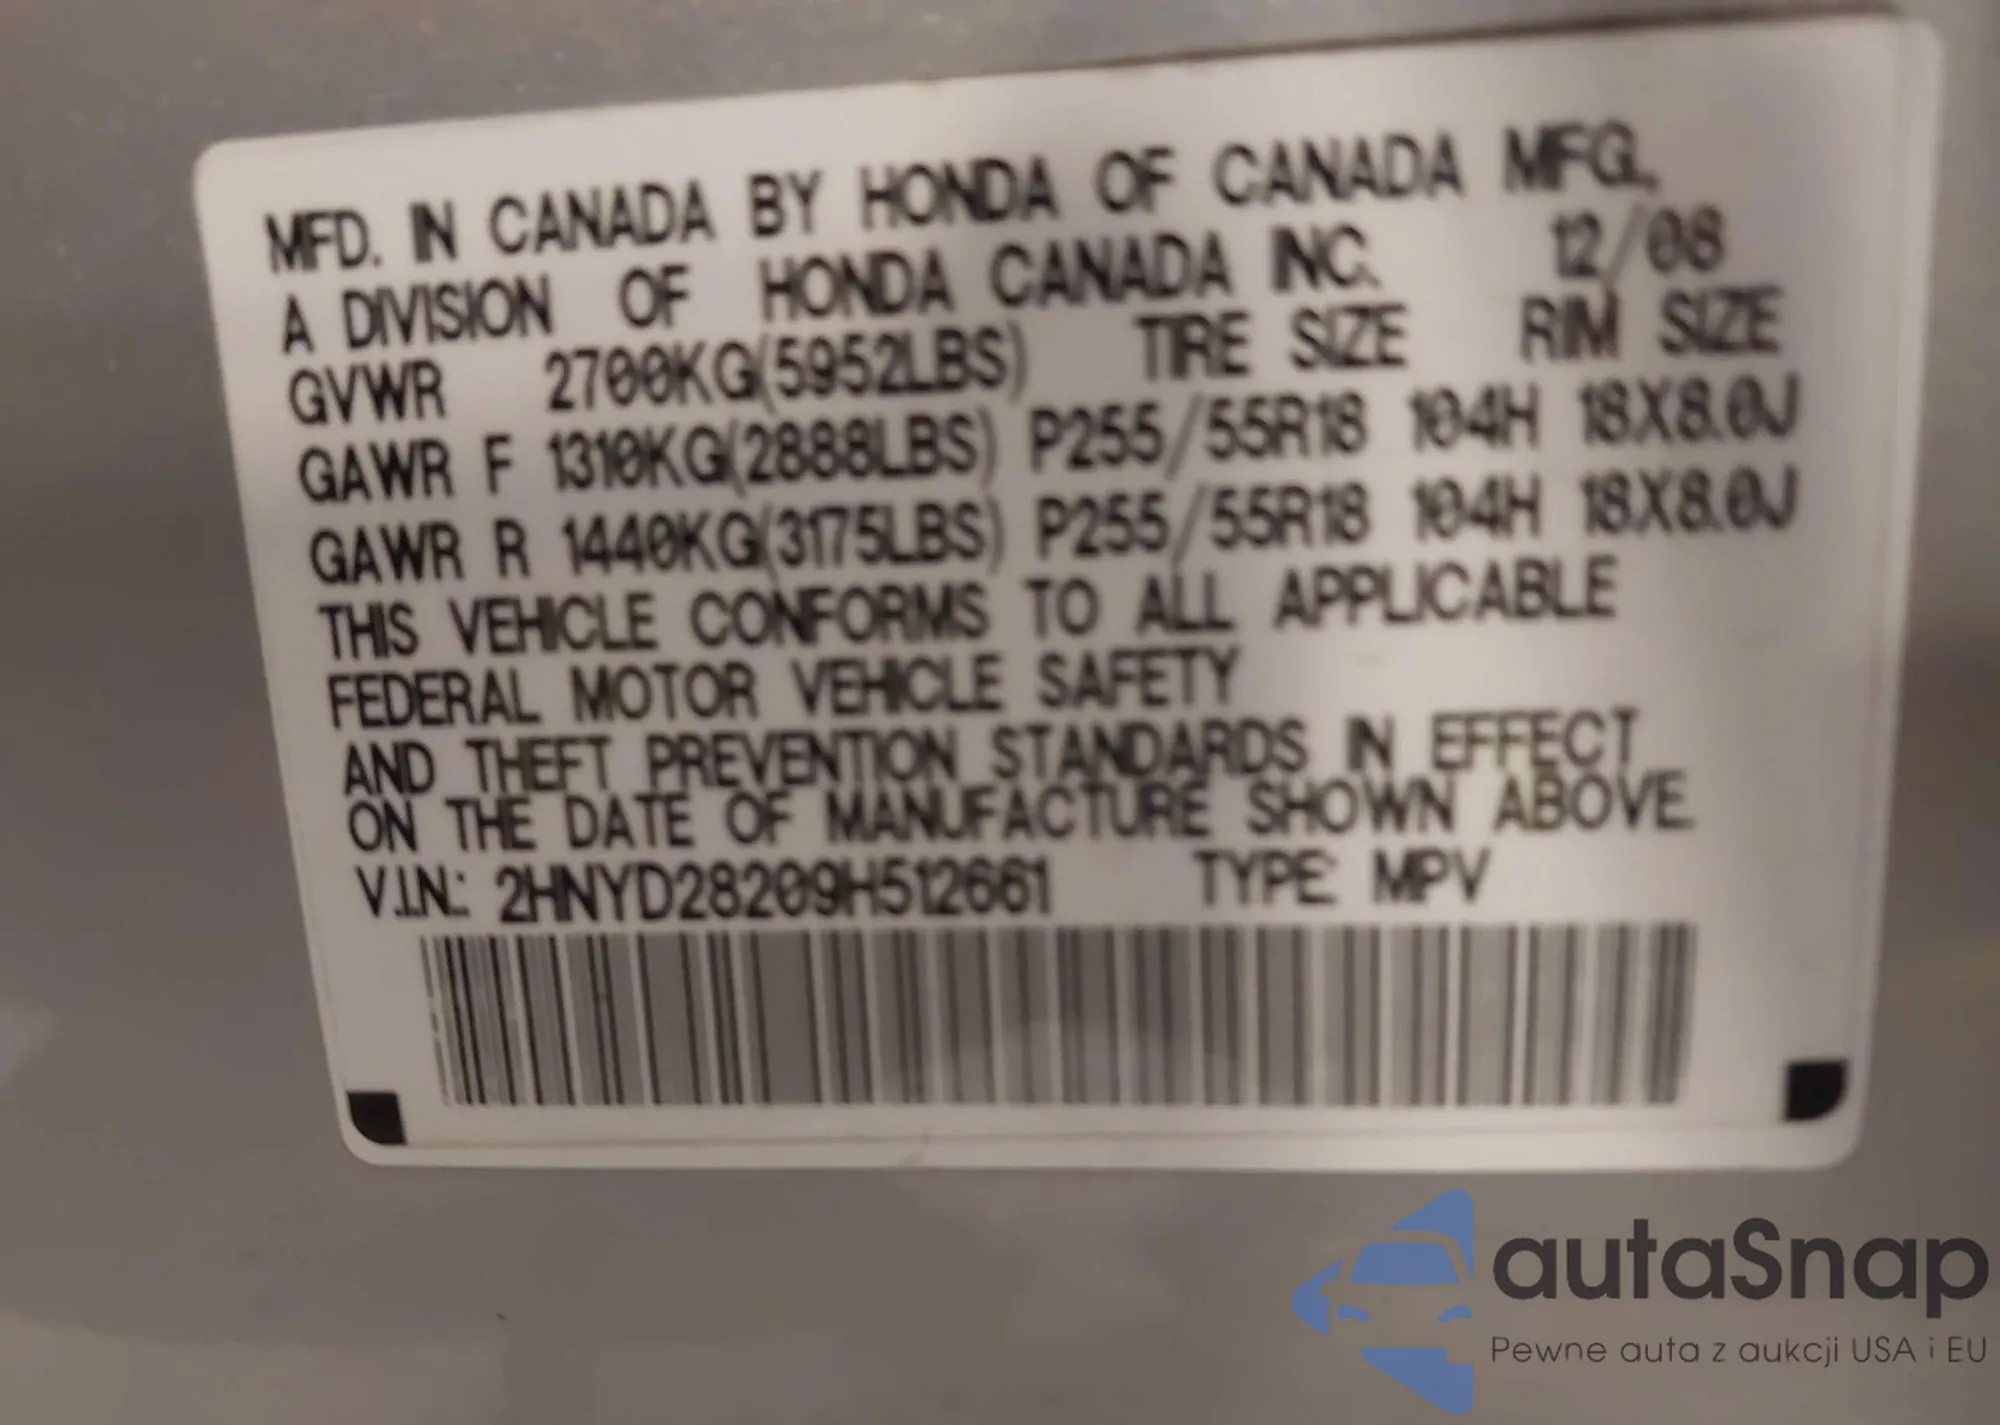 MFD. IN CANADA BY HONDA OF CANADA MFG.,
A DIVISION OF HONDA CANADA INC. 12/08
GVWR 2700KG(5952LBS) TIRE SIZE RIM SIZE
GAWR F 1310KG(2888LBS) P255/55R18 104H 18X8.0J
GAWR R 1440KG(3175LBS) P255/55R18 104H 18X8.0J
THIS VEHICLE CONFORMS TO ALL APPLICABLE
FEDERAL MOTOR VEHICLE SAFETY
AND THEFT PREVENTION STANDARDS IN EFFECT
ON THE DATE OF MANUFACTURE SHOWN ABOVE.
V.I.N.: 2HNYD28209H512661 TYPE: MPV
autaSnap
Pewne auta z aukcji USA i EU